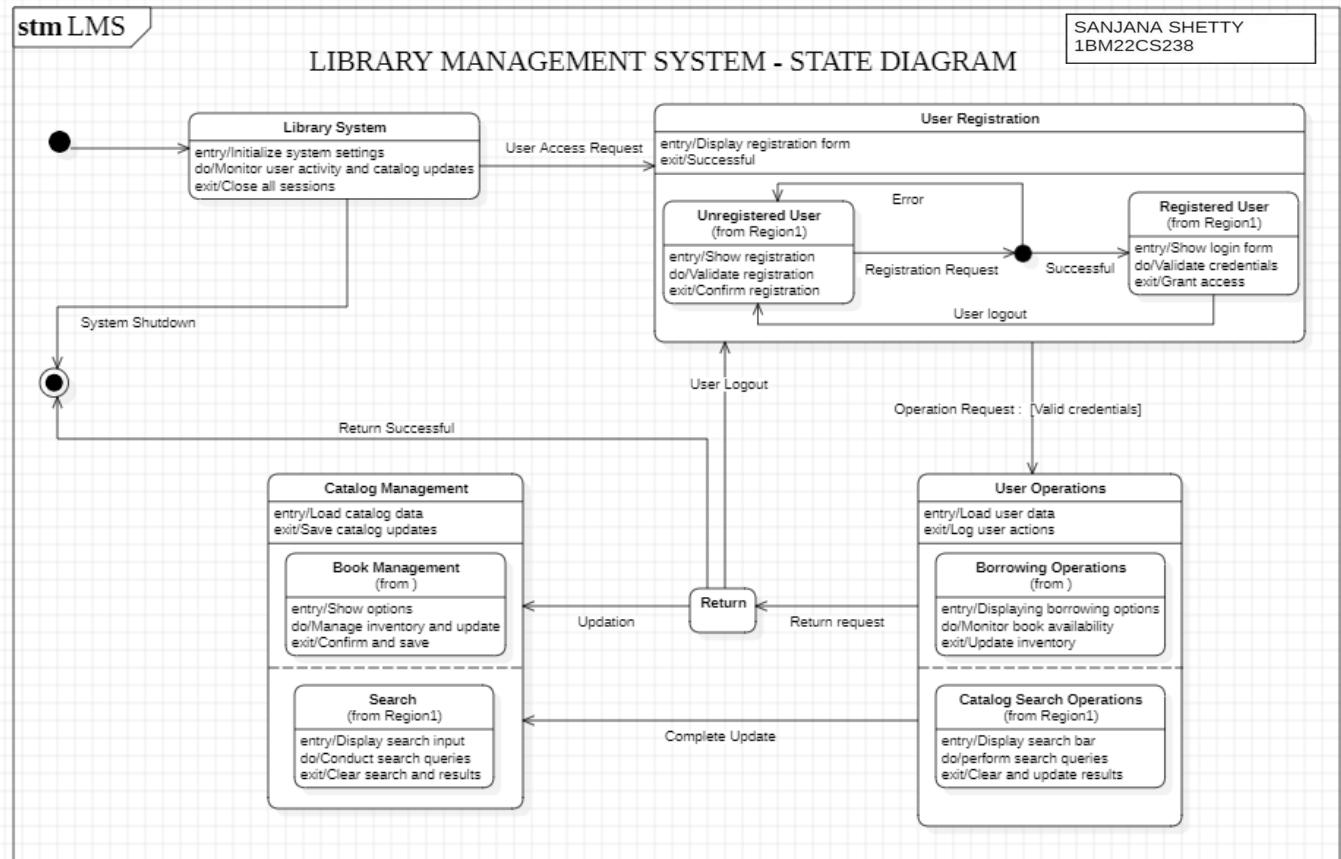 stm LMS
SANJANA SHETTY
1BM22CS238
LIBRARY MANAGEMENT SYSTEM - STATE DIAGRAM
Library System
entry/Initialize system settings
do/Monitor user activity and catalog updates
exit/Close all sessions
User Access Request
User Registration
entry/Display registration form
exit/Successful
Unregistered User
(from Region1)
entry/Show registration
do/Validate registration
exit/Confirm registration
Error
Registration Request
Successful
Registered User
(from Region1)
entry/Show login form
do/Validate credentials
exit/Grant access
User logout
System Shutdown
User Logout
Operation Request : [Valid credentials]
Return Successful
Catalog Management
entry/Load catalog data
exit/Save catalog updates
Book Management
(from )
entry/Show options
do/Manage inventory and update
exit/Confirm and save
Search
(from Region1)
entry/Display search input
do/Conduct search queries
exit/Clear search and results
Updation
Return
Return request
Complete Update
User Operations
entry/Load user data
exit/Log user actions
Borrowing Operations
(from )
entry/Displaying borrowing options
do/Monitor book availability
exit/Update inventory
Catalog Search Operations
(from Region1)
entry/Display search bar
do/perform search queries
exit/Clear and update results